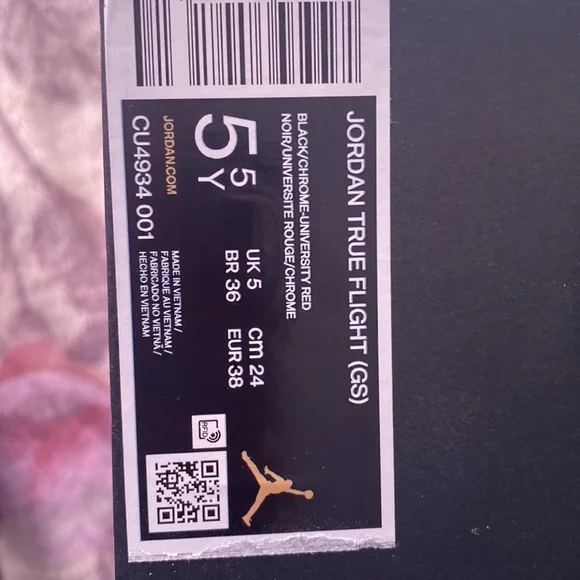 JORDAN TRUE FLIGHT (GS)
BLACK/CHROME-UNIVERSITY RED
NOIR/UNIVERSITE ROUGE/CHROME
5 5 Y
UK 5 cm 24
BR 36 EUR 38
JORDAN.COM
CU4934 001
MADE IN VIETNAM /
FABRIQUE AU VIETNAM /
FABRICADO NO VIETNÃ /
HECHO EN VIETNAM
RFID